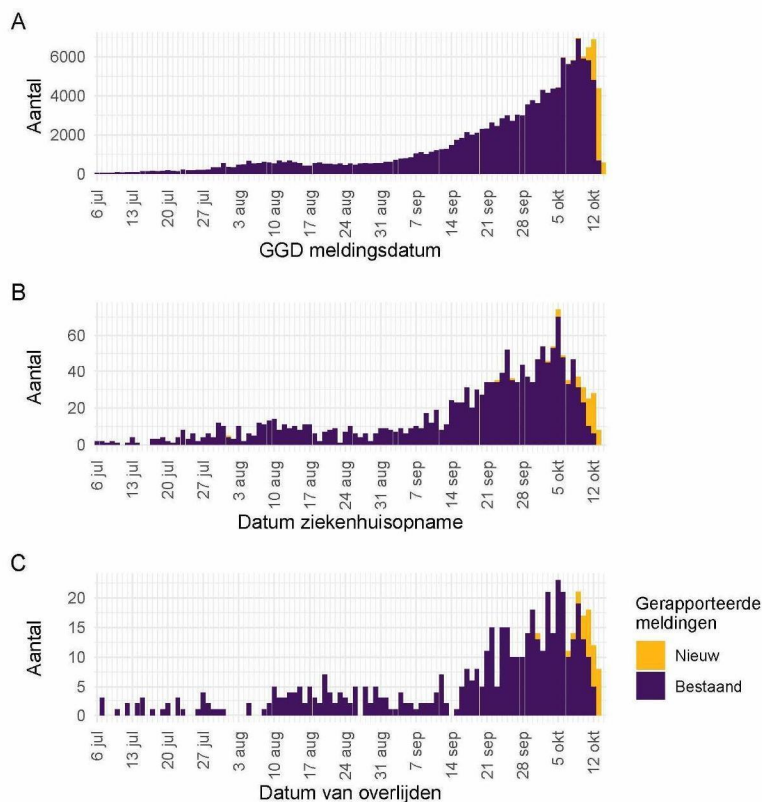 A
6000
4000
2000
0
Aantal
6 jul
13 jul
20 jul
27 jul
3 aug
10 aug
17 aug
24 aug
31 aug
7 sep
14 sep
21 sep
28 sep
5 okt
12 okt
GGD meldingsdatum
B
60
40
20
0
Aantal
6 jul
13 jul
20 jul
27 jul
3 aug
10 aug
17 aug
24 aug
31 aug
7 sep
14 sep
21 sep
28 sep
5 okt
12 okt
Datum ziekenhuisopname
C
20
15
10
5
0
Aantal
6 jul
13 jul
20 jul
27 jul
3 aug
10 aug
17 aug
24 aug
31 aug
7 sep
14 sep
21 sep
28 sep
5 okt
12 okt
Datum van overlijden
Gerapporteerde
meldingen
Nieuw
Bestaand